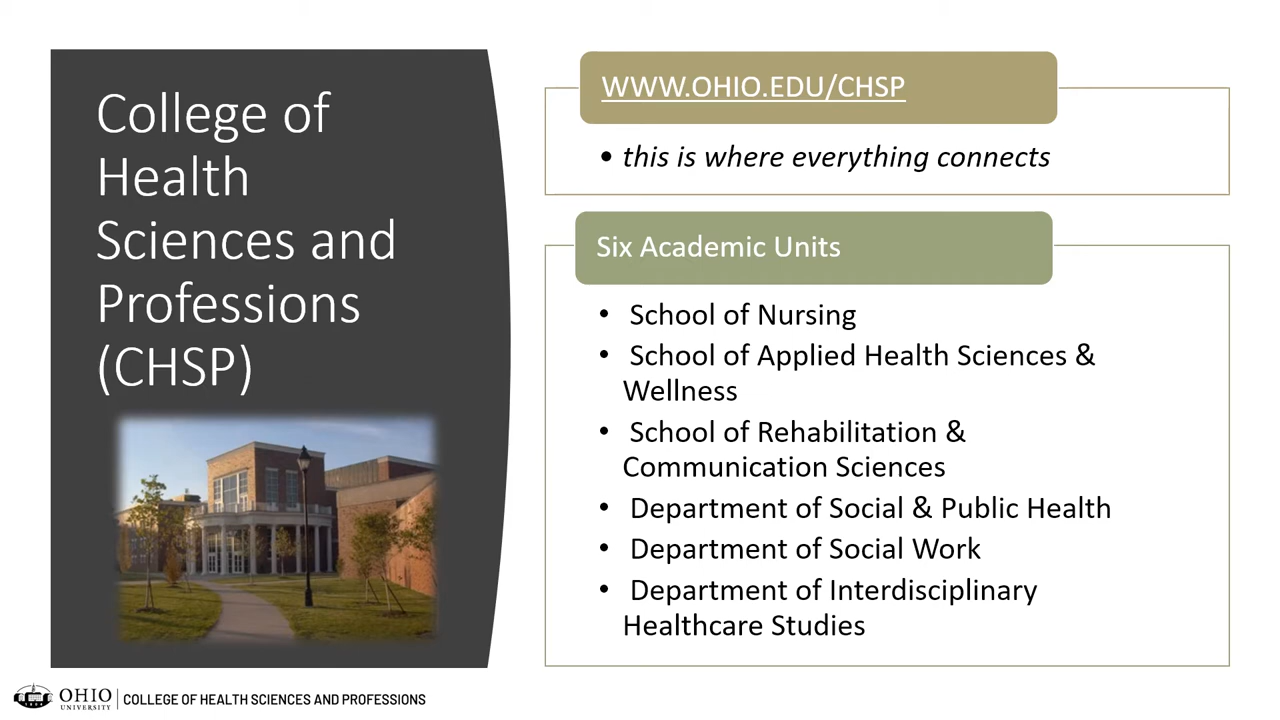 College of
Health
Sciences and
Professions
(CHSP)
WWW.OHIO.EDU/CHSP
• this is where everything connects
Six Academic Units
• School of Nursing
• School of Applied Health Sciences &
Wellness
• School of Rehabilitation &
Communication Sciences
• Department of Social & Public Health
• Department of Social Work
• Department of Interdisciplinary
Healthcare Studies
OHIO
UNIVERSITY
COLLEGE OF HEALTH SCIENCES AND PROFESSIONS